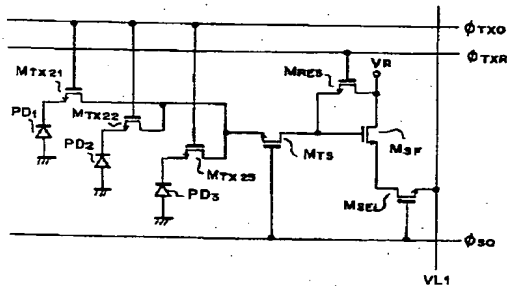 ΦTXO
ΦTXR
MTX21
MRES
VR
PD1
MTX22
MSF
PD2
MTS
MTX23
PD3
MSEL
ΦSO
VL1